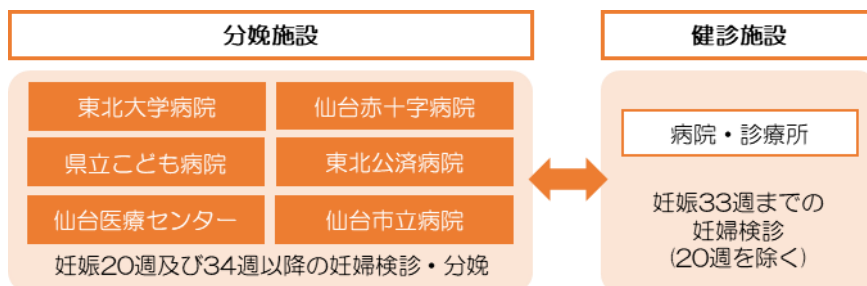 分娩施設
東北大学病院
仙台赤十字病院
県立こども病院
東北公済病院
仙台医療センター
仙台市立病院
妊娠20週及び34週以降の妊婦検診・分娩
健診施設
病院・診療所
妊娠33週までの
妊婦検診
(20週を除く)